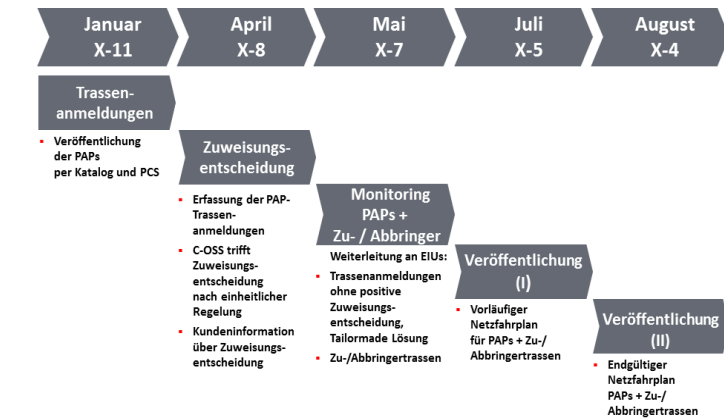 Januar
X-11
April
X-8
Mai
X-7
Juli
X-5
August
X-4
Trassen-
anmeldungen
Veröffentlichung
der PAPs
per Katalog und PCS
Zuweisungs-
entscheidung
Erfassung der PAP-
Trassen-
anmeldungen
C-OSS trifft
Zuweisungs-
entscheidung
nach einheitlicher
Regelung
Kundeninformation
über Zuweisungs-
entscheidung
Monitoring
PAPs +
Zu- / Abbringer
Weiterleitung an EIUs:
Trassenanmeldungen
ohne positive
Zuweisungs-
entscheidung,
Tailormade Lösung
Zu-/Abbringertrassen
Veröffentlichung
(I)
Vorläufiger
Netzfahrplan
für PAPs + Zu-/
Abbringertrassen
Veröffentlichung
(II)
Endgültiger
Netzfahrplan
PAPs + Zu-/
Abbringertrassen